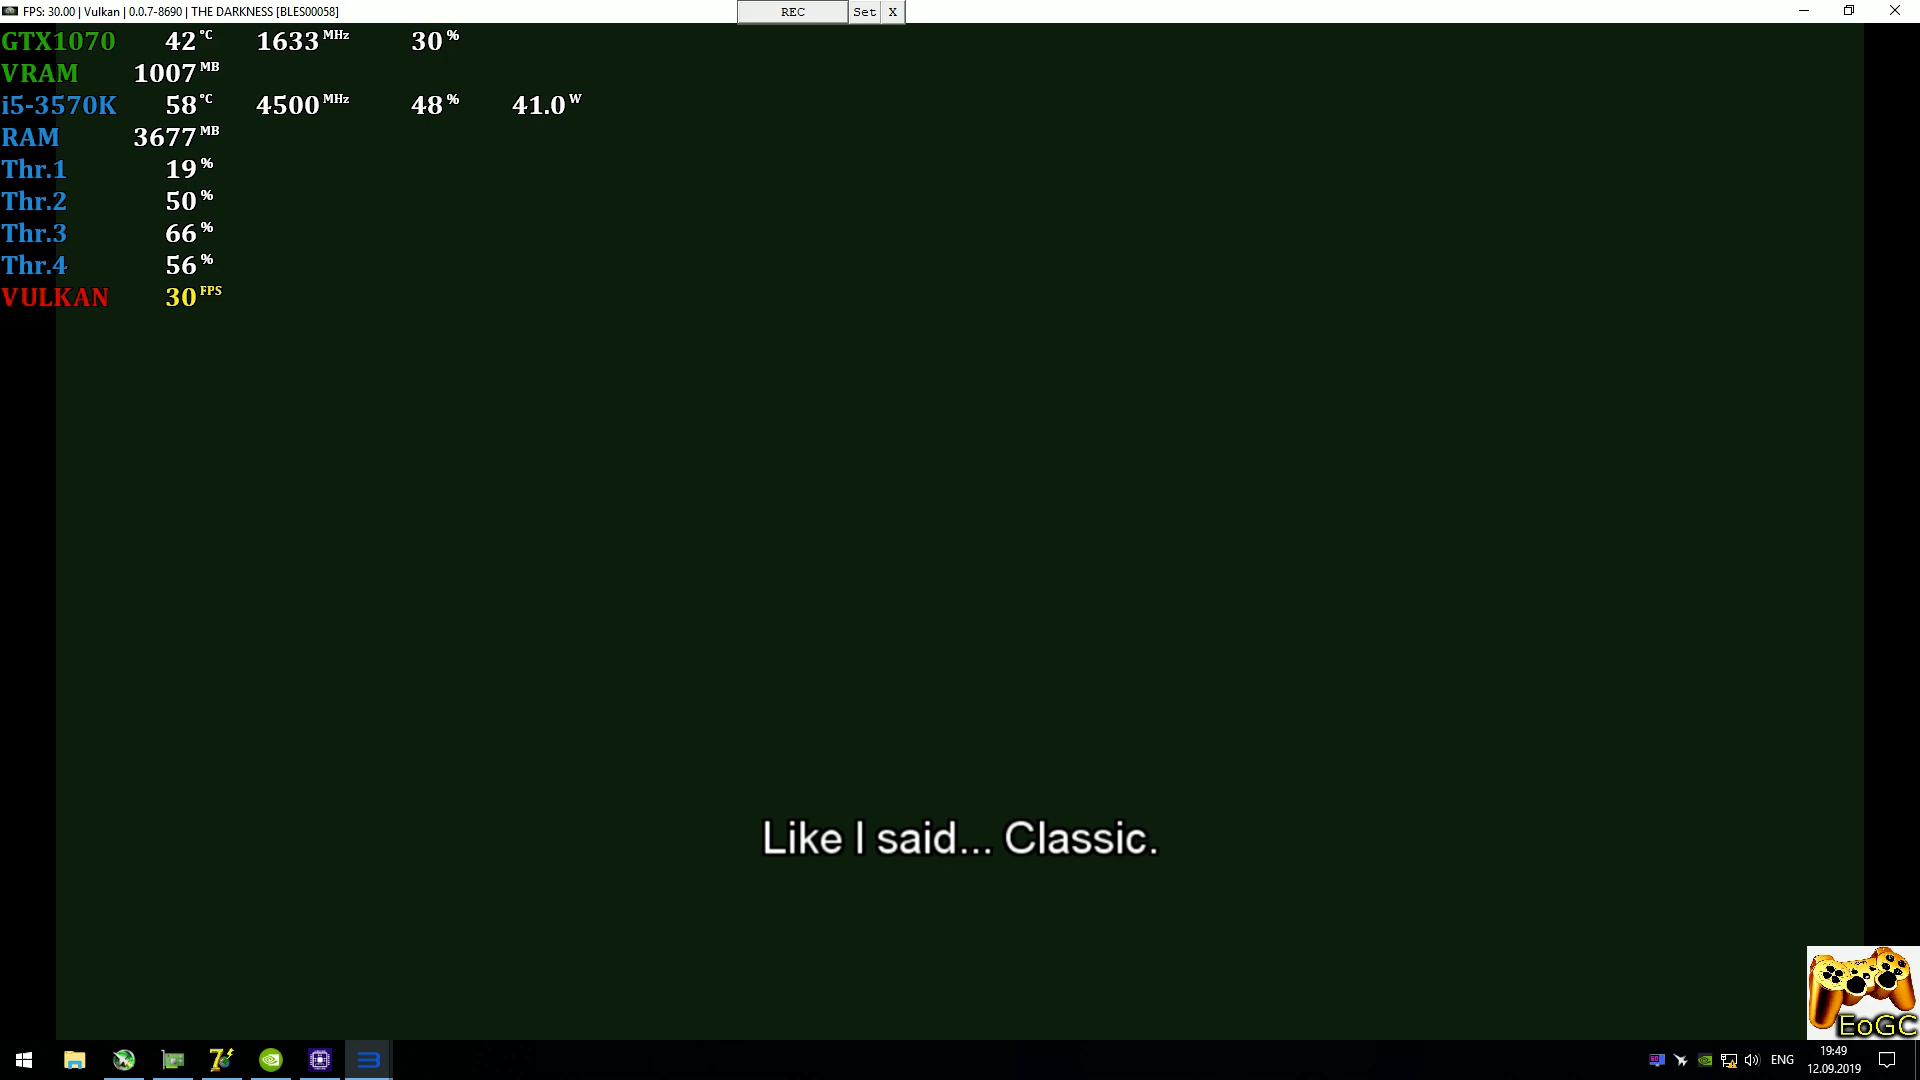 FPS: 30.00 | Vulkan | 0.0.7-8690 | THE DARKNESS [BLES00058]
REC Set X
GTX1070 42 °C 1633 MHz 30 %
VRAM 1007 MB
i5-3570K 58 °C 4500 MHz 48 % 41.0 W
RAM 3677 MB
Thr.1 19 %
Thr.2 50 %
Thr.3 66 %
Thr.4 56 %
VULKAN 30 FPS
Like I said... Classic.
EoGC
ENG
19:49
12.09.2019